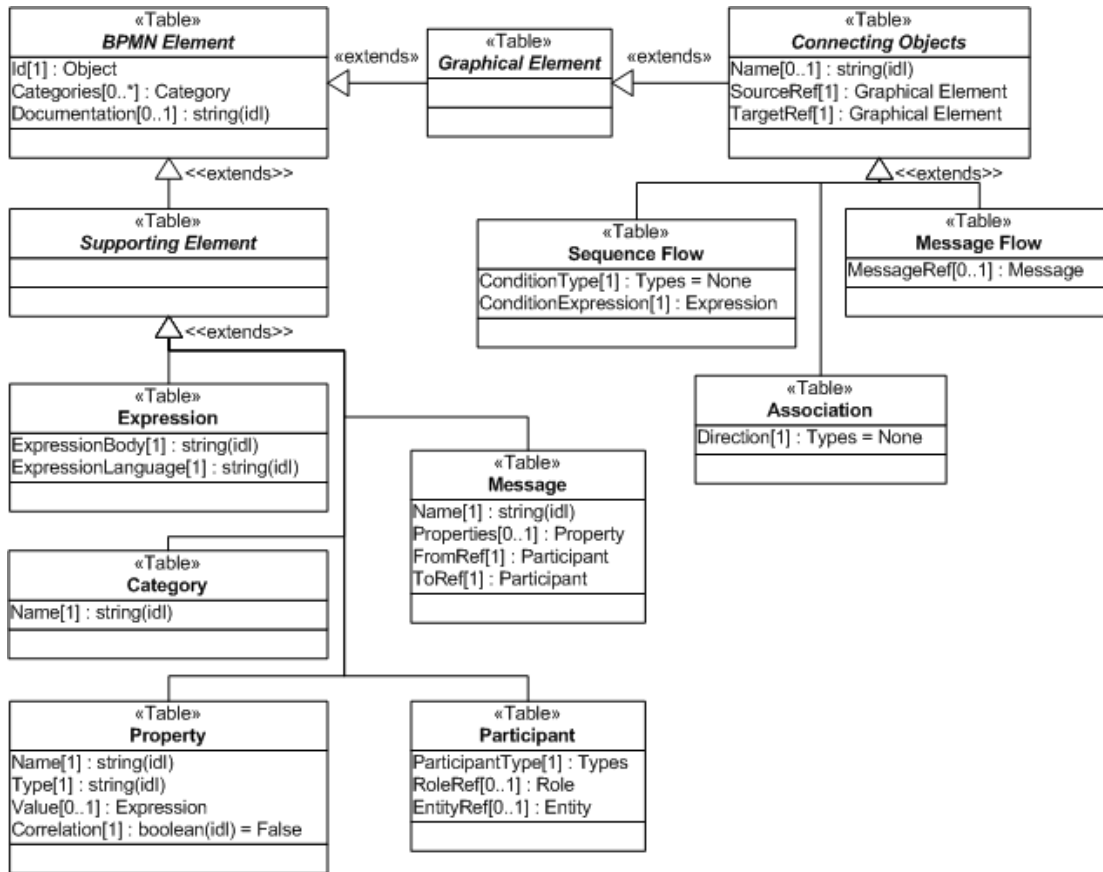 «Table»
BPMN Element
Id[1] : Object
Categories[0..*] : Category
Documentation[0..1] : string(idl)
«extends»
«Table»
Graphical Element
«extends»
«Table»
Connecting Objects
Name[0..1] : string(idl)
SourceRef[1] : Graphical Element
TargetRef[1] : Graphical Element
<<extends>>
<<extends>>
«Table»
Supporting Element
«Table»
Sequence Flow
ConditionType[1] : Types = None
ConditionExpression[1] : Expression
«Table»
Message Flow
MessageRef[0..1] : Message
<<extends>>
«Table»
Expression
ExpressionBody[1] : string(idl)
ExpressionLanguage[1] : string(idl)
«Table»
Association
Direction[1] : Types = None
«Table»
Message
Name[1] : string(idl)
Properties[0..1] : Property
FromRef[1] : Participant
ToRef[1] : Participant
«Table»
Category
Name[1] : string(idl)
«Table»
Property
Name[1] : string(idl)
Type[1] : string(idl)
Value[0..1] : Expression
Correlation[1] : boolean(idl) = False
«Table»
Participant
ParticipantType[1] : Types
RoleRef[0..1] : Role
EntityRef[0..1] : Entity